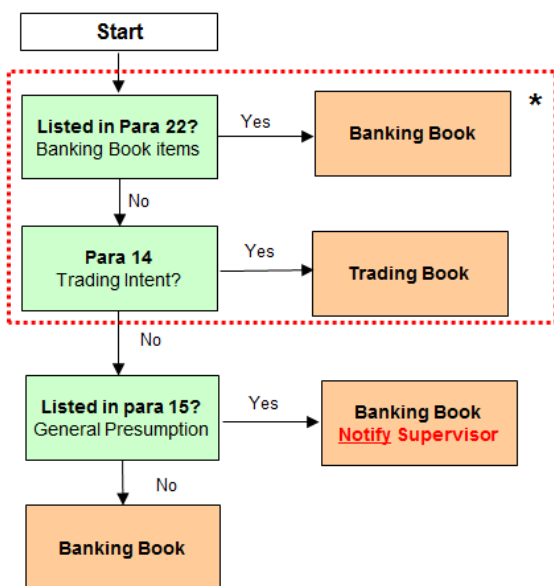 Start
Listed in Para 22?
Banking Book items
Yes
Banking Book
*
No
Para 14
Trading Intent?
Yes
Trading Book
No
Listed in para 15?
General Presumption
Yes
Banking Book
Notify Supervisor
No
Banking Book